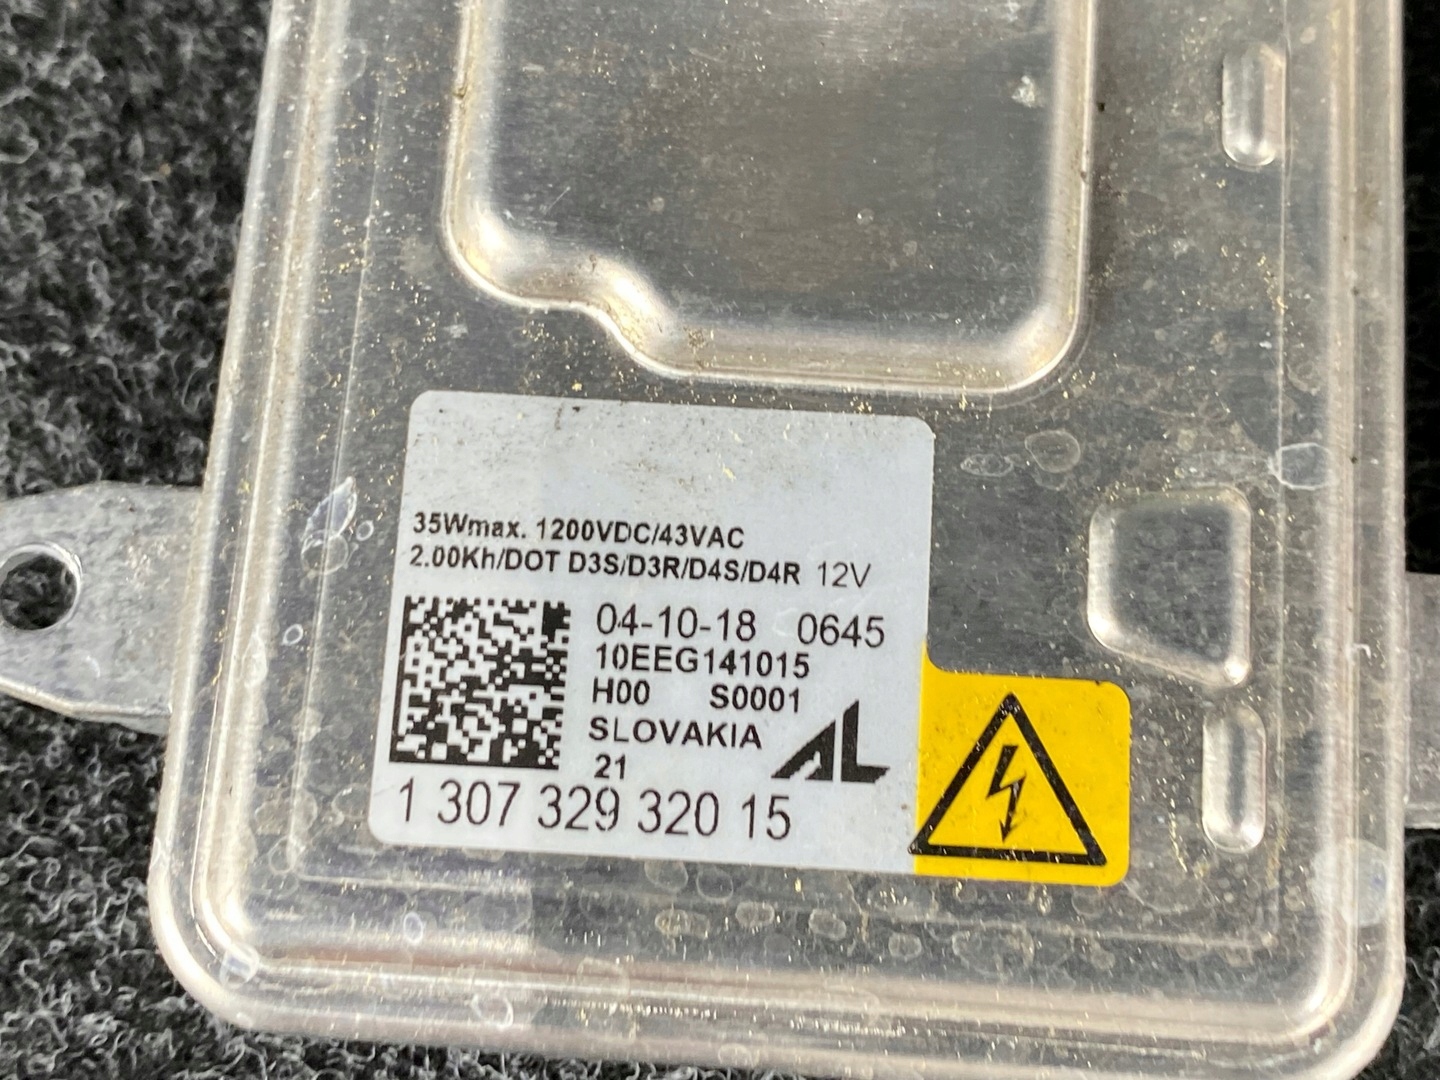 35Wmax. 1200VDC/43VAC
2.00Kh/DOT D3S/D3R/D4S/D4R 12V
04-10-18 0645
10EEG141015
H00 S0001
SLOVAKIA
AL
21
1 307 329 320 15